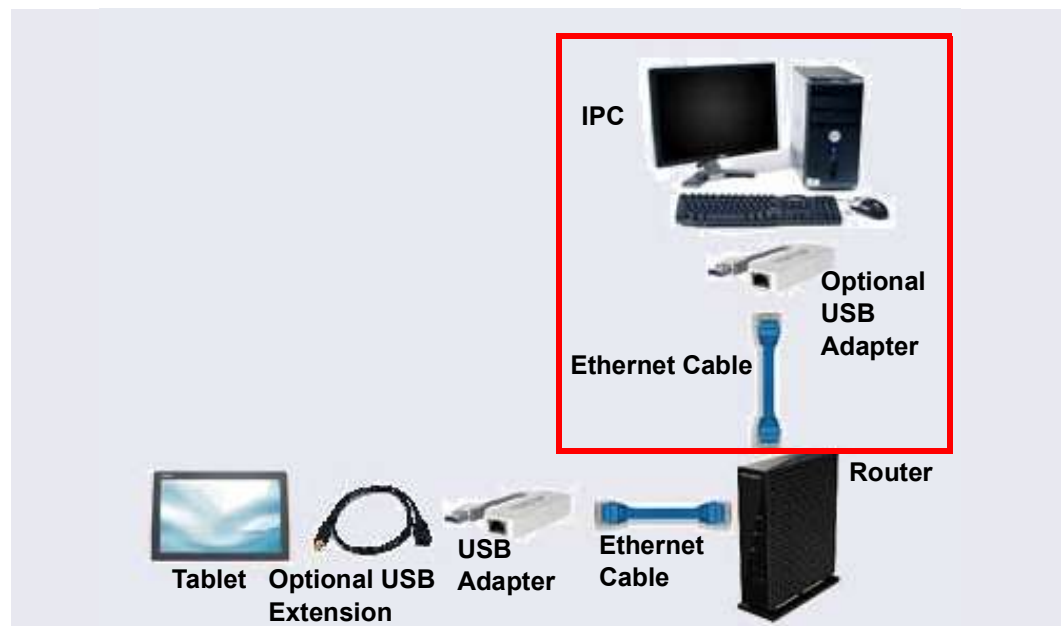 IPC
Optional
USB
Adapter
Ethernet Cable
Router
Tablet
Optional USB
Extension
USB
Adapter
Ethernet
Cable